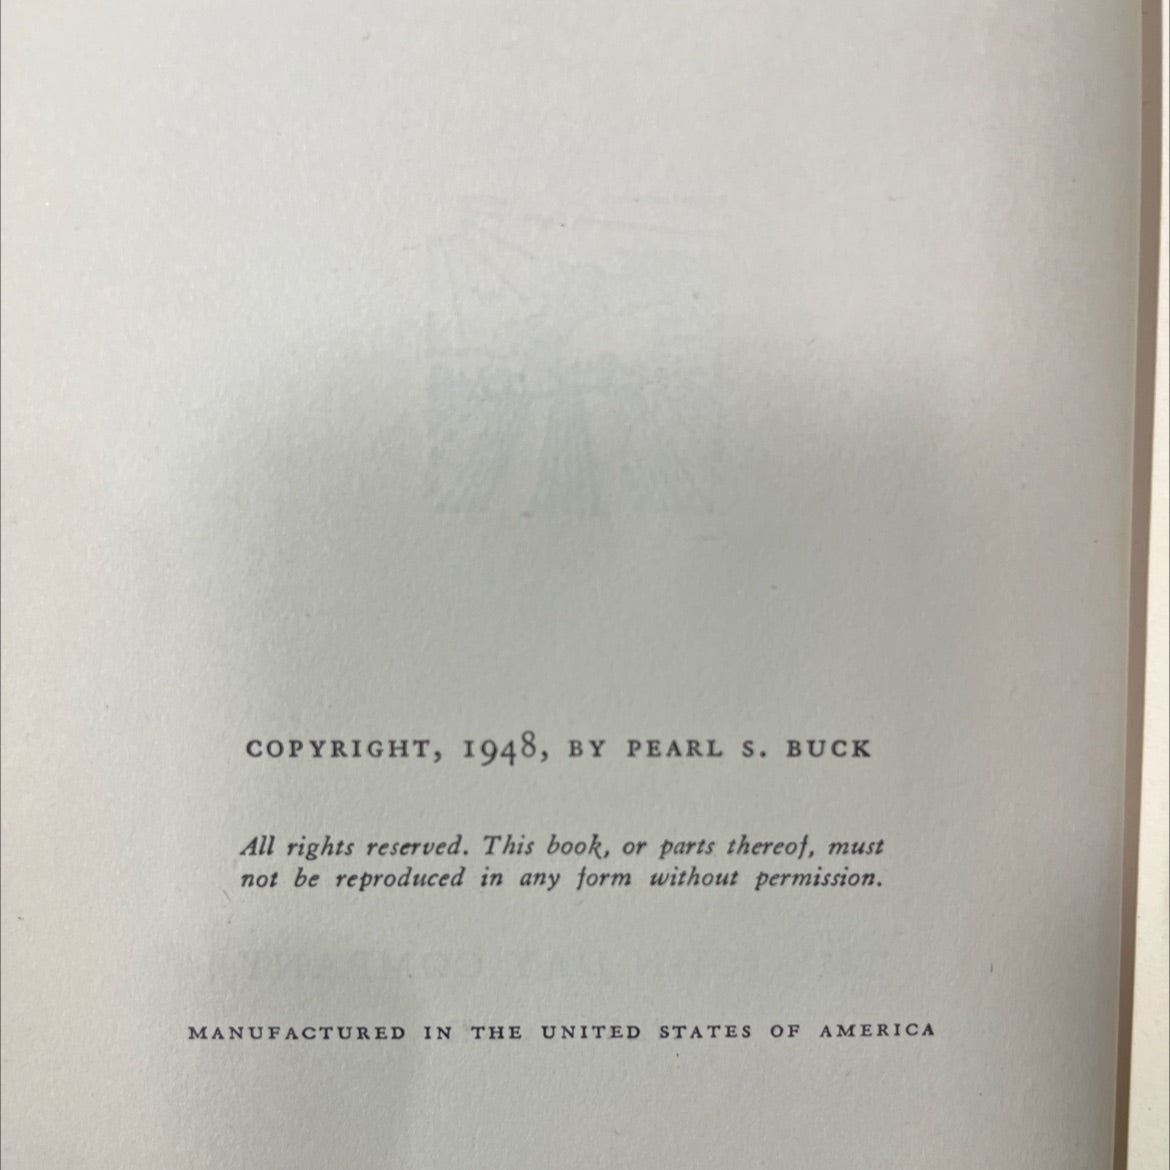 COPYRIGHT, 1948, BY PEARL S. BUCK
All rights reserved. This book, or parts thereof, must
not be reproduced in any form without permission.
MANUFACTURED IN THE UNITED STATES OF AMERICA